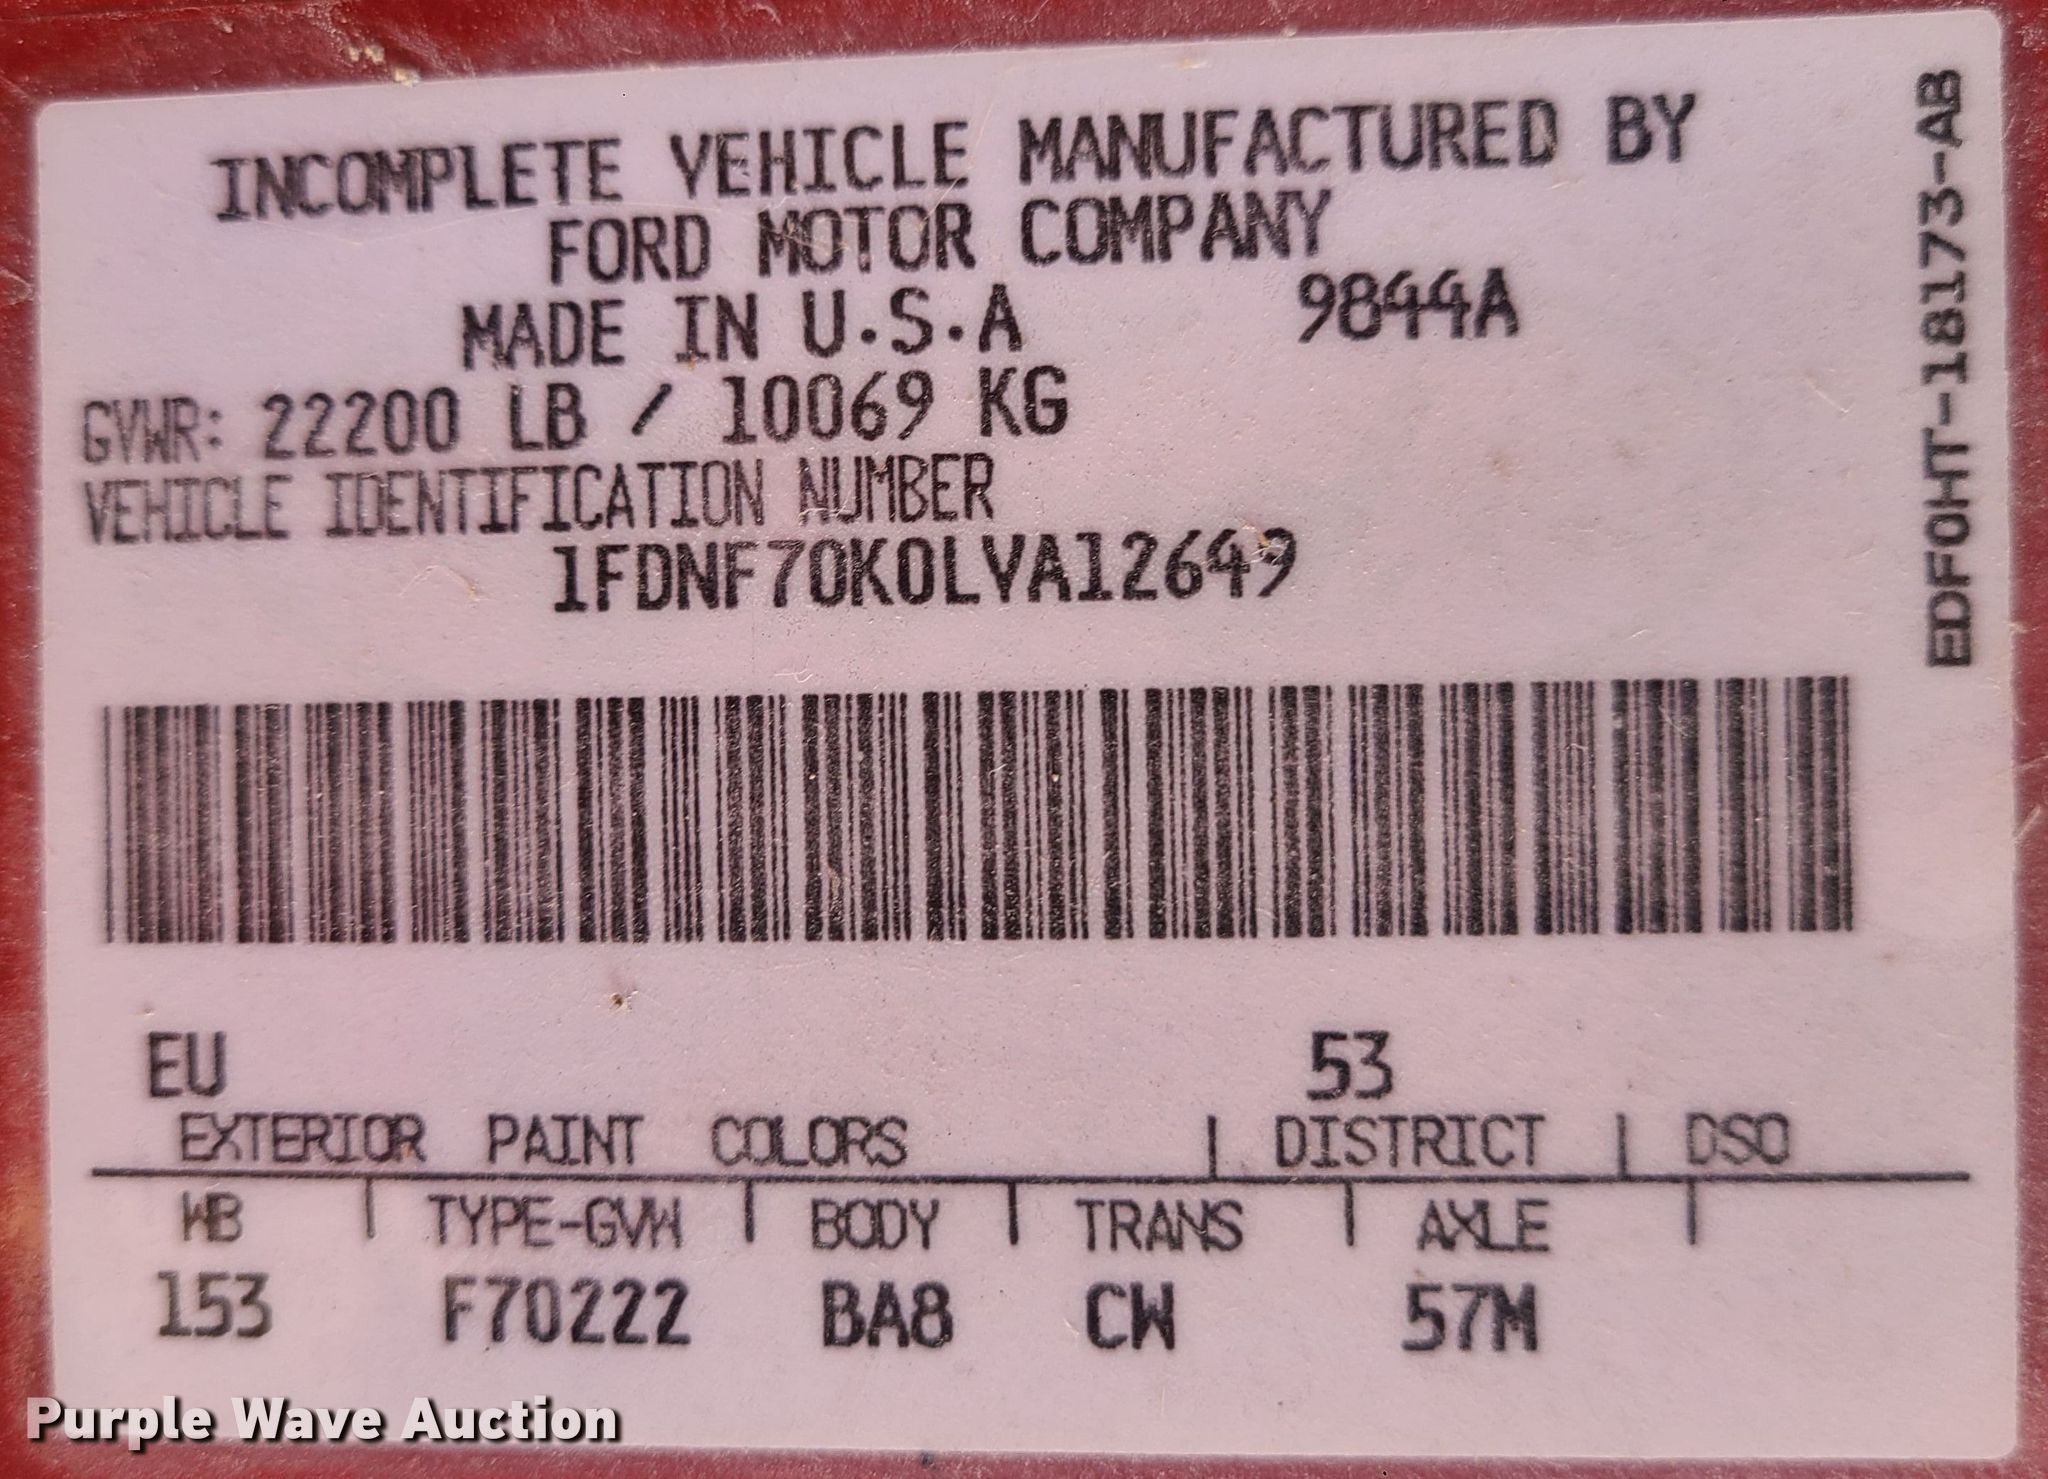 INCOMPLETE VEHICLE MANUFACTURED BY
FORD MOTOR COMPANY
MADE IN U.S.A 9844A
GVWR: 22200 LB / 10069 KG
VEHICLE IDENTIFICATION NUMBER
1FDNF70K0LVA12649
EDF0HT-18173-AB
EU 53
EXTERIOR PAINT COLORS | DISTRICT | DSO
WB | TYPE-GVW | BODY | TRANS | AXLE |
153 F70222 BA8 CW 57M
Purple Wave Auction